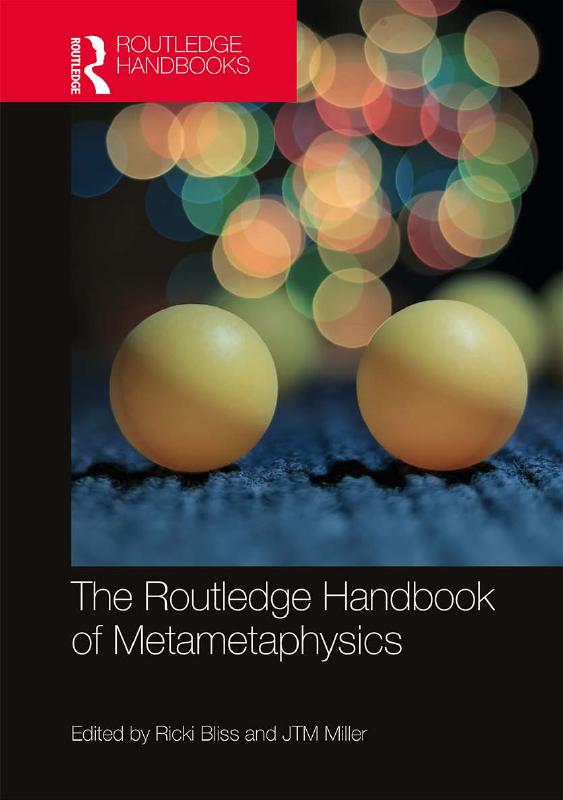 ROUTLEDGE
ROUTLEDGE
HANDBOOKS
The Routledge Handbook
of Metametaphysics
Edited by Ricki Bliss and JTM Miller